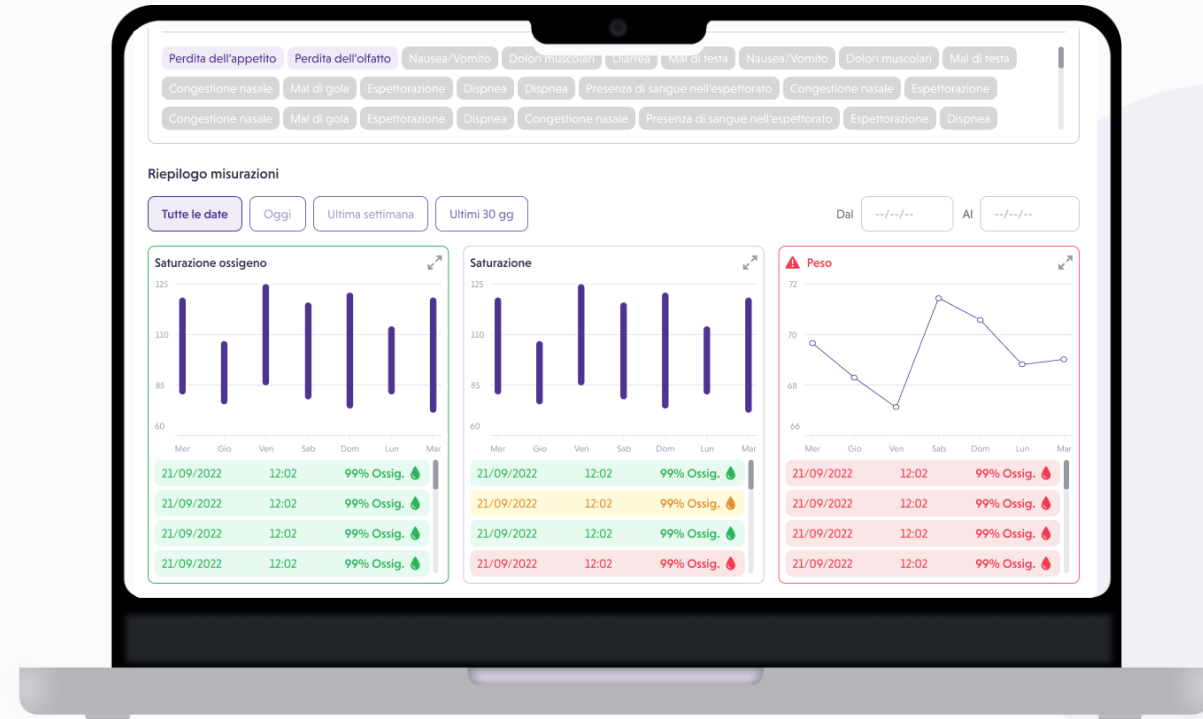 Perdita dell'appetito Perdita dell'olfatto Nausea/Vomito Dolori muscolari Diarrea Mal di testa Nausea/Vomito Dolori muscolari Mal di testa
Congestione nasale Mal di gola Espettorazione Dispnea Dispnea Presenza di sangue nell'espettorato Congestione nasale Espettorazione
Congestione nasale Mal di gola Espettorazione Dispnea Congestione nasale Presenza di sangue nell'espettorato Espettorazione Dispnea
Riepilogo misurazioni
Tutte le date Oggi Ultima settimana Ultimi 30 gg Dal --/--/-- Al --/--/--
Saturazione ossigeno
125
110
85
60
Mer Gio Ven Sab Dom Lun Mar
21/09/2022 12:02 99% Ossig.
21/09/2022 12:02 99% Ossig.
21/09/2022 12:02 99% Ossig.
21/09/2022 12:02 99% Ossig.
Saturazione
125
110
85
60
Mer Gio Ven Sab Dom Lun Mar
21/09/2022 12:02 99% Ossig.
21/09/2022 12:02 99% Ossig.
21/09/2022 12:02 99% Ossig.
21/09/2022 12:02 99% Ossig.
Peso
72
70
68
66
Mer Gio Ven Sab Dom Lun Mar
21/09/2022 12:02 99% Ossig.
21/09/2022 12:02 99% Ossig.
21/09/2022 12:02 99% Ossig.
21/09/2022 12:02 99% Ossig.